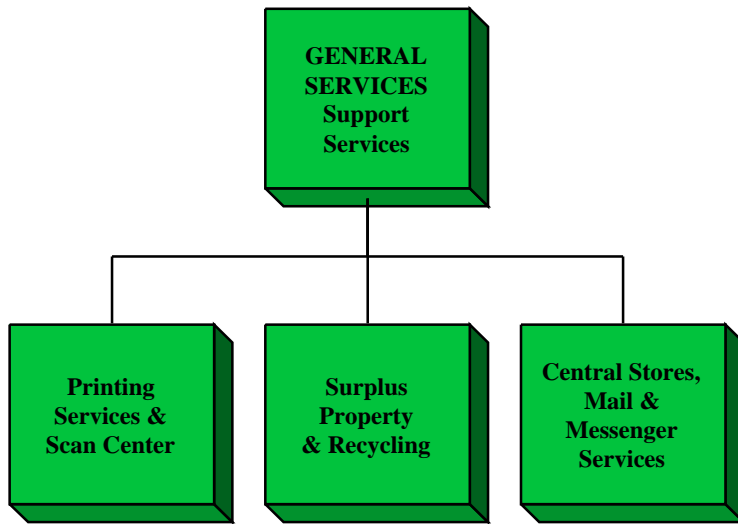 GENERAL
SERVICES
Support
Services
Printing
Services &
Scan Center
Surplus
Property
& Recycling
Central Stores,
Mail &
Messenger
Services